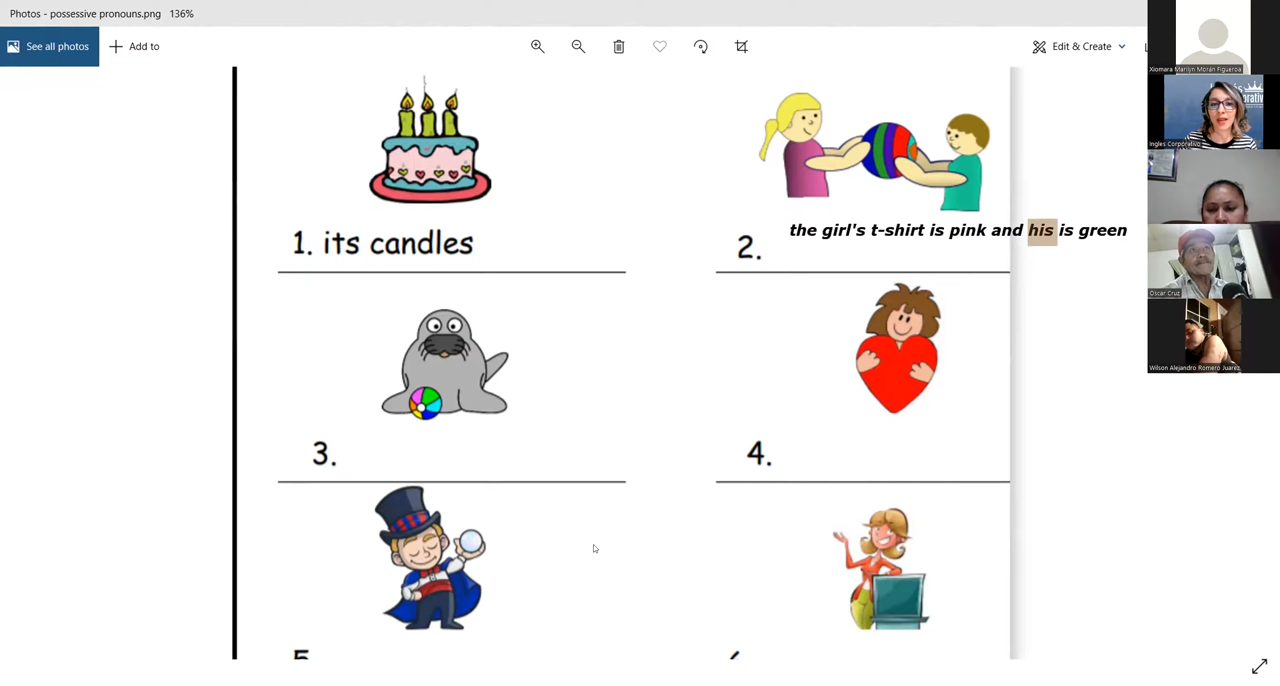 Photos - possessive pronouns.png 136%
See all photos Add to Edit & Create
Xiomara Marilyn Morán Figueroa
Ingles Corporativo
Oscar Cruz
Wilson Alejandro Romero Juarez
1. its candles
2. the girl's t-shirt is pink and his is green
3.
4.
5